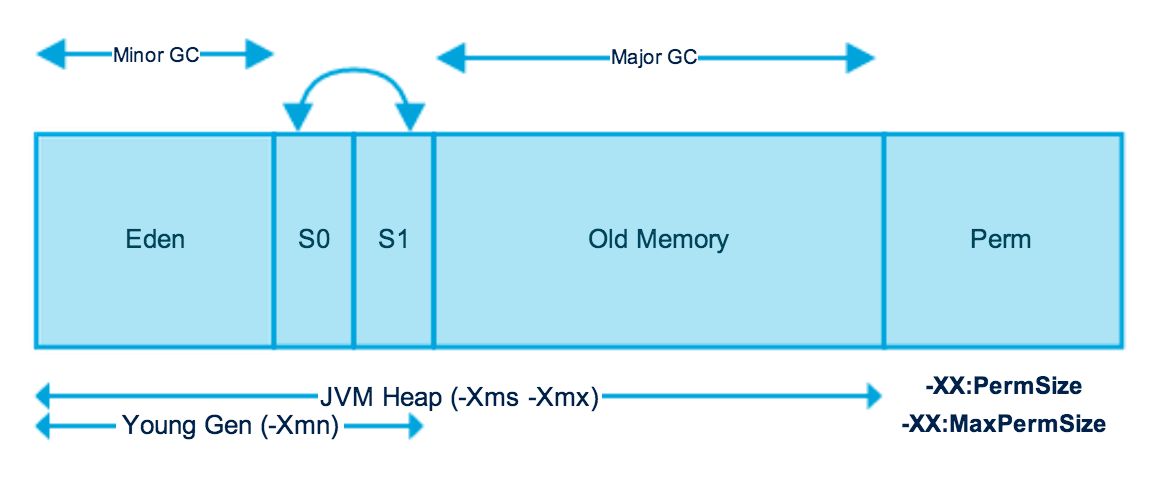 Minor GC
Major GC
Eden
S0
S1
Old Memory
Perm
JVM Heap (-Xms -Xmx)
-XX:PermSize
Young Gen (-Xmn)
-XX:MaxPermSize